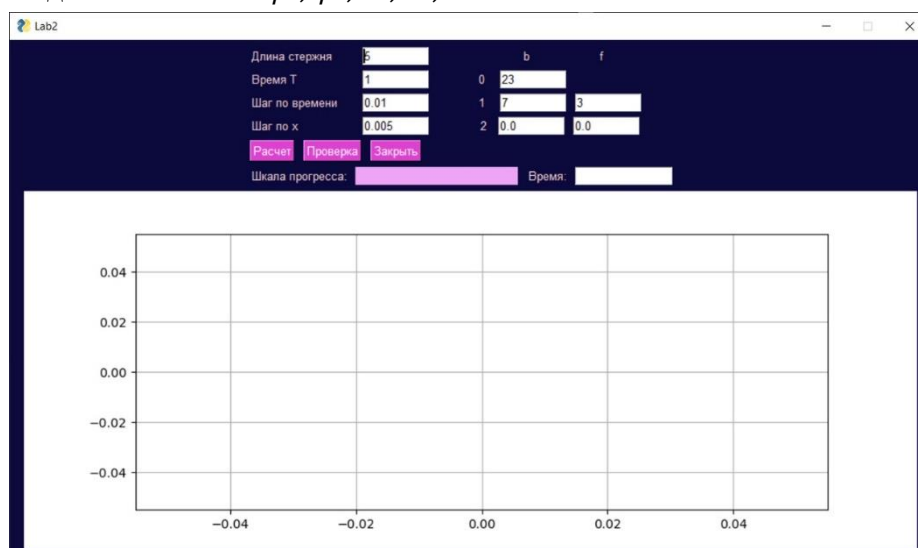 Lab2
Длина стержня 5 b f
Время T 1 0 23
Шаг по времени 0.01 1 7 3
Шаг по x 0.005 2 0.0 0.0
Расчет Проверка Закрыть
Шкала прогресса: Время:
0.04
0.02
0.00
−0.02
−0.04
−0.04 −0.02 0.00 0.02 0.04